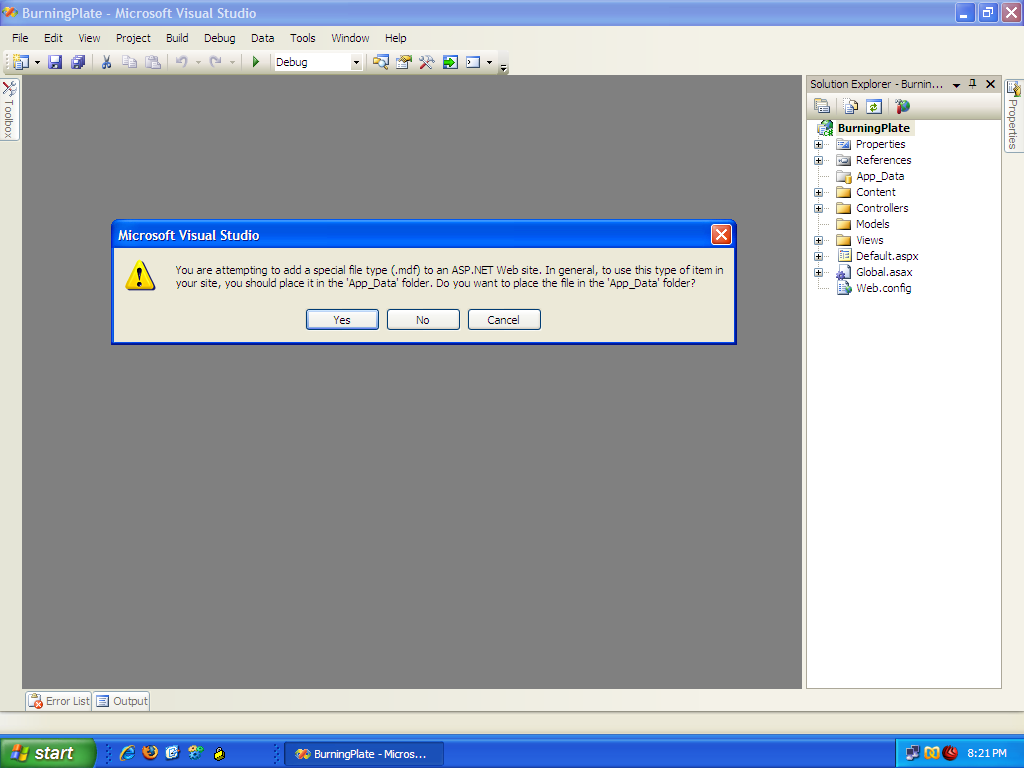 BurningPlate - Microsoft Visual Studio
File Edit View Project Build Debug Data Tools Window Help
Debug
Toolbox
Solution Explorer - Burnin...
Properties
BurningPlate
Properties
References
App_Data
Content
Controllers
Models
Views
Default.aspx
Global.asax
Web.config
Microsoft Visual Studio
You are attempting to add a special file type (.mdf) to an ASP.NET Web site. In general, to use this type of item in
your site, you should place it in the 'App_Data' folder. Do you want to place the file in the 'App_Data' folder?
Yes No Cancel
Error List Output
start BurningPlate - Micros... 8:21 PM